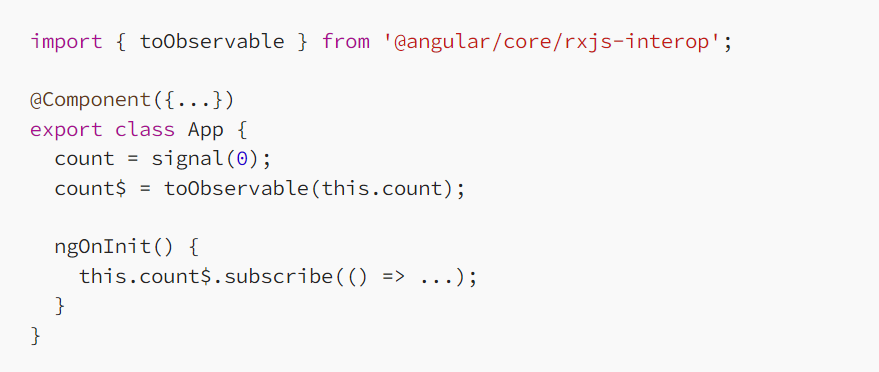 import { toObservable } from '@angular/core/rxjs-interop';
@Component({...})
export class App {
count = signal(0);
count$ = toObservable(this.count);
ngOnInit() {
this.count$.subscribe(() => ...);
}
}